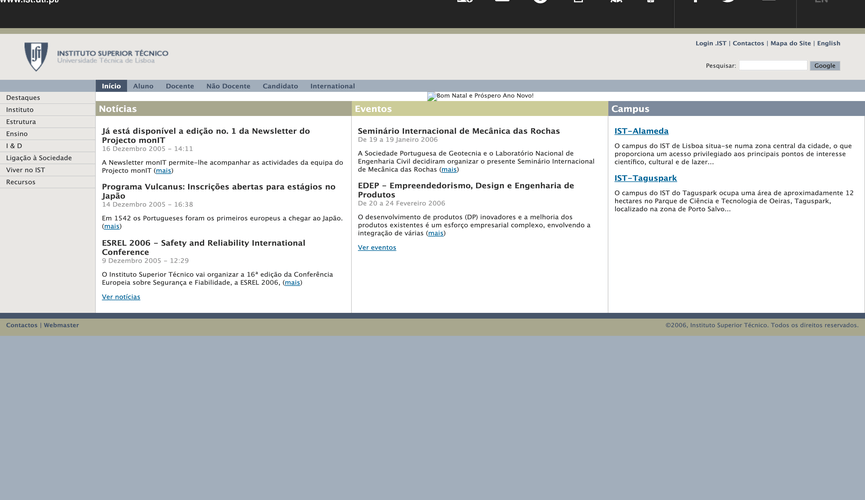 www.ist.utl.pt/
EN
INSTITUTO SUPERIOR TÉCNICO
Universidade Técnica de Lisboa
Login .IST | Contactos | Mapa do Site | English
Pesquisar:
Google
Início
Aluno
Docente
Não Docente
Candidato
International
Destaques
Instituto
Estrutura
Ensino
I & D
Ligação à Sociedade
Viver no IST
Recursos
Bom Natal e Próspero Ano Novo!
Notícias
Já está disponível a edição no. 1 da Newsletter do
Projecto monIT
16 Dezembro 2005 - 14:11
A Newsletter monIT permite-lhe acompanhar as actividades da equipa do
Projecto monIT (mais)
Programa Vulcanus: Inscrições abertas para estágios no
Japão
14 Dezembro 2005 - 16:38
Em 1542 os Portugueses foram os primeiros europeus a chegar ao Japão.
(mais)
ESREL 2006 - Safety and Reliability International
Conference
9 Dezembro 2005 - 12:29
O Instituto Superior Técnico vai organizar a 16ª edição da Conferência
Europeia sobre Segurança e Fiabilidade, a ESREL 2006, (mais)
Ver notícias
Eventos
Seminário Internacional de Mecânica das Rochas
De 19 a 19 Janeiro 2006
A Sociedade Portuguesa de Geotecnia e o Laboratório Nacional de
Engenharia Civil decidiram organizar o presente Seminário Internacional
de Mecânica das Rochas (mais)
EDEP - Empreendedorismo, Design e Engenharia de
Produtos
De 20 a 24 Fevereiro 2006
O desenvolvimento de produtos (DP) inovadores e a melhoria dos
produtos existentes é um esforço empresarial complexo, envolvendo a
integração de várias (mais)
Ver eventos
Campus
IST-Alameda
O campus do IST de Lisboa situa-se numa zona central da cidade, o que
proporciona um acesso privilegiado aos principais pontos de interesse
científico, cultural e de lazer...
IST-Taguspark
O campus do IST do Taguspark ocupa uma área de aproximadamente 12
hectares no Parque de Ciência e Tecnologia de Oeiras, Taguspark,
localizado na zona de Porto Salvo...
Contactos | Webmaster
©2006, Instituto Superior Técnico. Todos os direitos reservados.